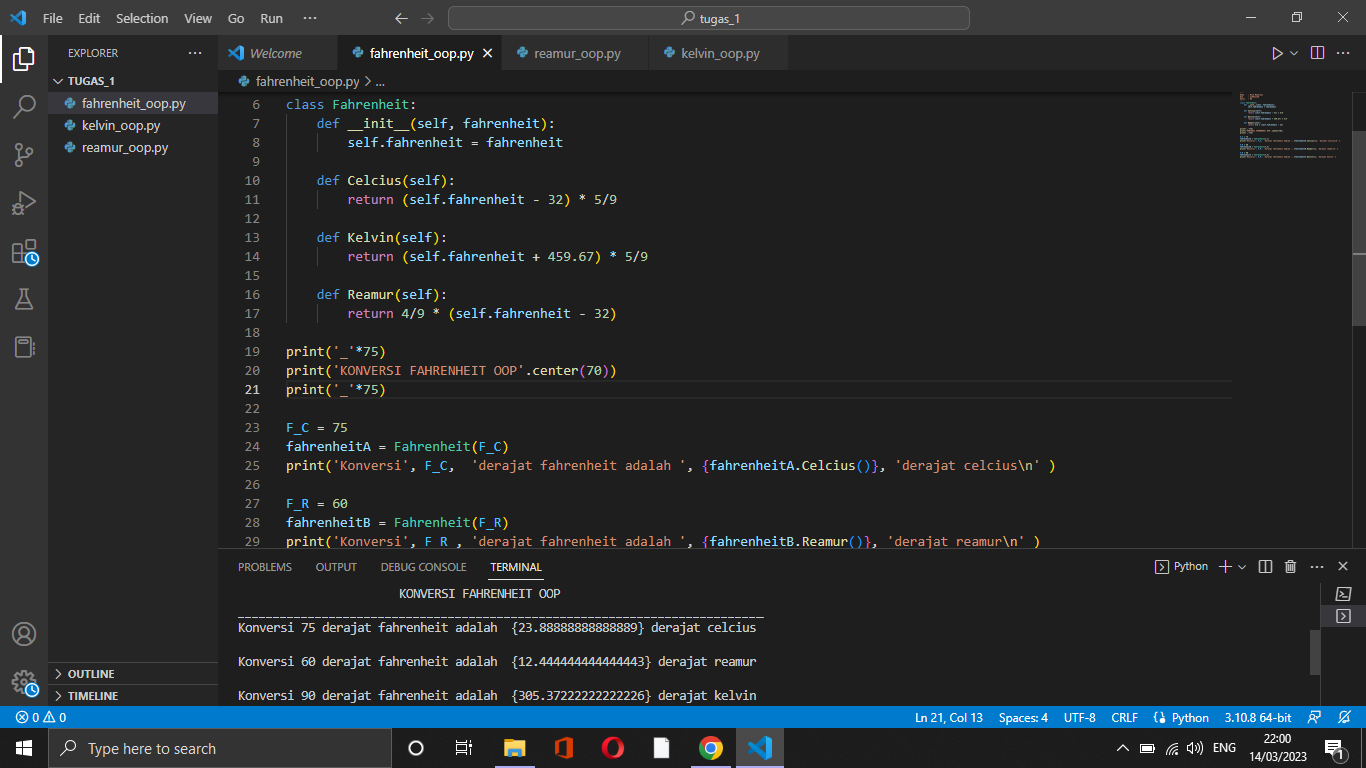 File Edit Selection View Go Run ··· tugas_1
EXPLORER ···
TUGAS_1
fahrenheit_oop.py
kelvin_oop.py
reamur_oop.py
OUTLINE
TIMELINE
Welcome fahrenheit_oop.py reamur_oop.py kelvin_oop.py
fahrenheit_oop.py > ...
6 class Fahrenheit:
7 def __init__(self, fahrenheit):
8 self.fahrenheit = fahrenheit
9
10 def Celcius(self):
11 return (self.fahrenheit - 32) * 5/9
12
13 def Kelvin(self):
14 return (self.fahrenheit + 459.67) * 5/9
15
16 def Reamur(self):
17 return 4/9 * (self.fahrenheit - 32)
18
19 print('_'*75)
20 print('KONVERSI FAHRENHEIT OOP'.center(70))
21 print('_'*75)
22
23 F_C = 75
24 fahrenheitA = Fahrenheit(F_C)
25 print('Konversi', F_C,  'derajat fahrenheit adalah ', {fahrenheitA.Celcius()}, 'derajat celcius\n' )
26
27 F_R = 60
28 fahrenheitB = Fahrenheit(F_R)
29 print('Konversi', F_R , 'derajat fahrenheit adalah ', {fahrenheitB.Reamur()}, 'derajat reamur\n' )
PROBLEMS OUTPUT DEBUG CONSOLE TERMINAL Python
KONVERSI FAHRENHEIT OOP
___________________________________________________________________________
Konversi 75 derajat fahrenheit adalah  {23.88888888888889} derajat celcius
Konversi 60 derajat fahrenheit adalah  {12.444444444444443} derajat reamur
Konversi 90 derajat fahrenheit adalah  {305.37222222222226} derajat kelvin
0 0 Ln 21, Col 13 Spaces: 4 UTF-8 CRLF Python 3.10.8 64-bit
Type here to search ENG 22:00
14/03/2023 1